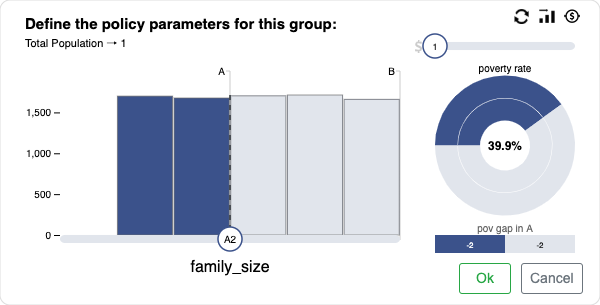 Define the policy parameters for this group:
Total Population → 1
$ 1
A B
1,500
1,000
500
0
A2
family_size
poverty rate
39.9%
pov gap in A
-2 -2
Ok Cancel